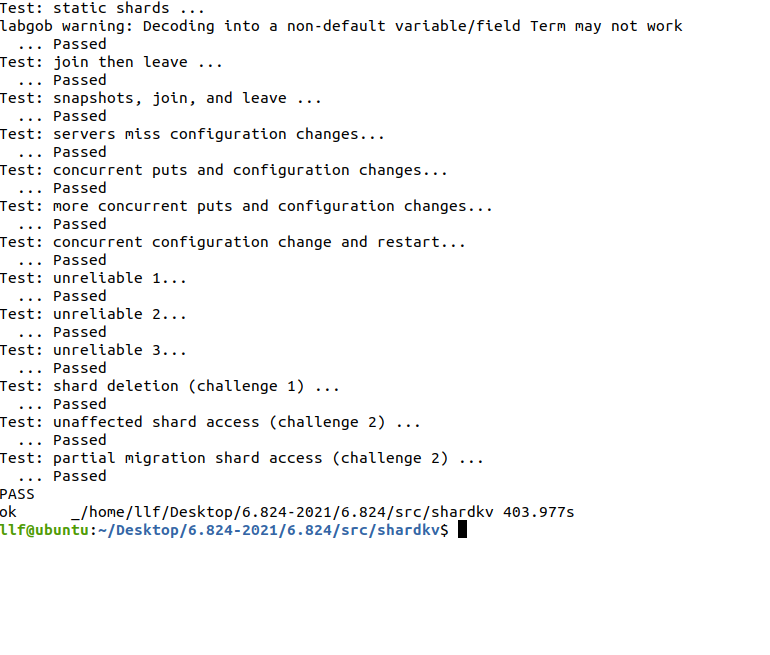 Test: static shards ...
labgob warning: Decoding into a non-default variable/field Term may not work
  ... Passed
Test: join then leave ...
  ... Passed
Test: snapshots, join, and leave ...
  ... Passed
Test: servers miss configuration changes...
  ... Passed
Test: concurrent puts and configuration changes...
  ... Passed
Test: more concurrent puts and configuration changes...
  ... Passed
Test: concurrent configuration change and restart...
  ... Passed
Test: unreliable 1...
  ... Passed
Test: unreliable 2...
  ... Passed
Test: unreliable 3...
  ... Passed
Test: shard deletion (challenge 1) ...
  ... Passed
Test: unaffected shard access (challenge 2) ...
  ... Passed
Test: partial migration shard access (challenge 2) ...
  ... Passed
PASS
ok      _/home/llf/Desktop/6.824-2021/6.824/src/shardkv 403.977s
llf@ubuntu:~/Desktop/6.824-2021/6.824/src/shardkv$